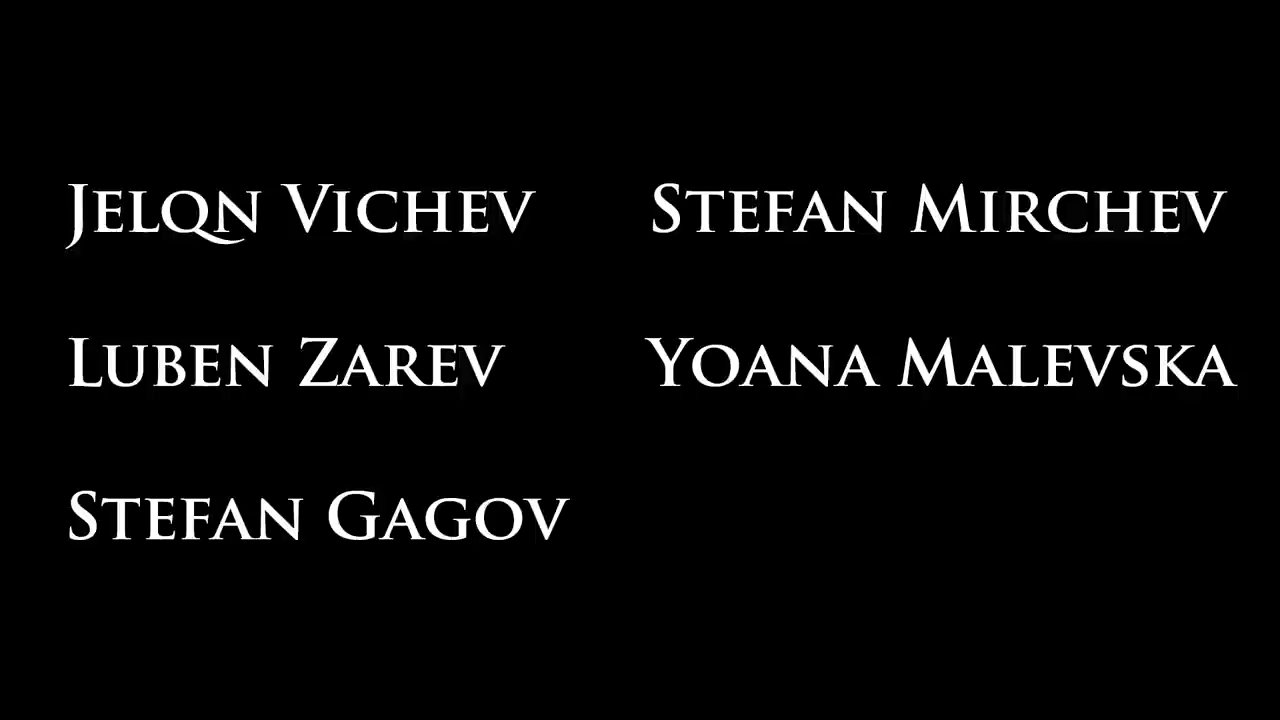 Jelqn Vichev
Luben Zarev
Stefan Gagov
Stefan Mirchev
Yoana Malevska